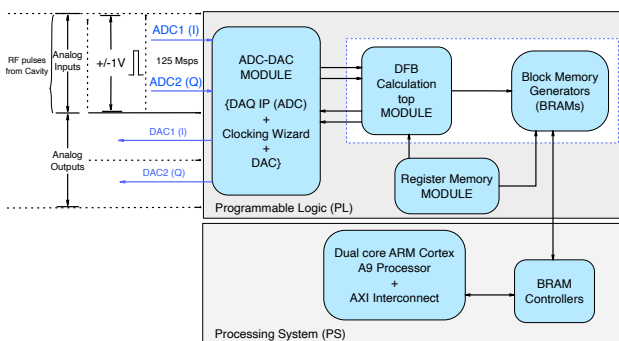 RF pulses
from Cavity
Analog
Inputs
+/-1V
ADC1 (I)
125 Msps
ADC2 (Q)
DAC1 (I)
Analog
Outputs
DAC2 (Q)
ADC-DAC
MODULE
{DAQ IP (ADC)
+
Clocking Wizard
+
DAC}
DFB
Calculation
top
MODULE
Block Memory
Generators
(BRAMs)
Register Memory
MODULE
Programmable Logic (PL)
Dual core ARM Cortex
A9 Processor
+
AXI Interconnect
BRAM
Controllers
Processing System (PS)